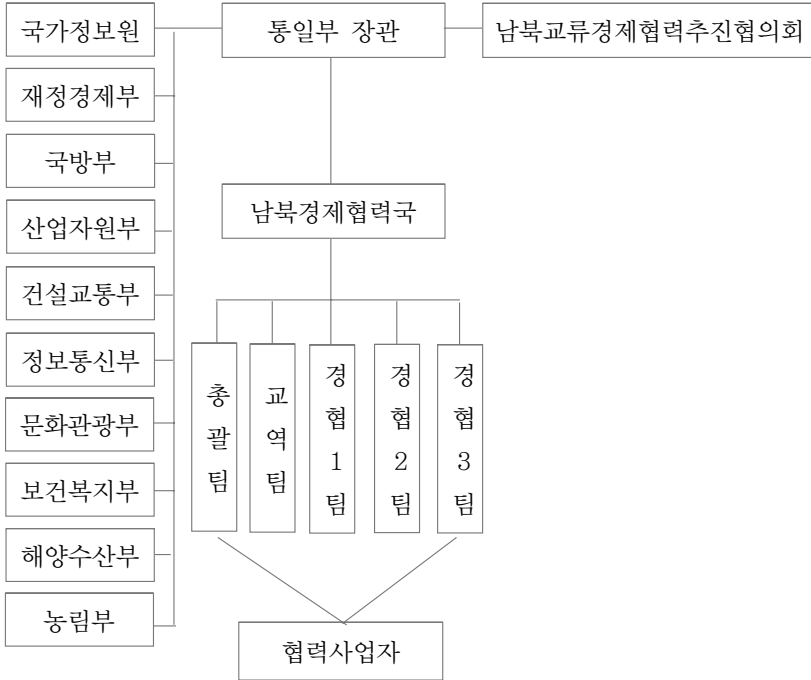 국가정보원
통일부 장관
남북교류경제협력추진협의회
재정경제부
국방부
남북경제협력국
산업자원부
건설교통부
정보통신부
문화관광부
보건복지부
해양수산부
농림부
총괄팀
교역팀
경협1팀
경협2팀
경협3팀
협력사업자